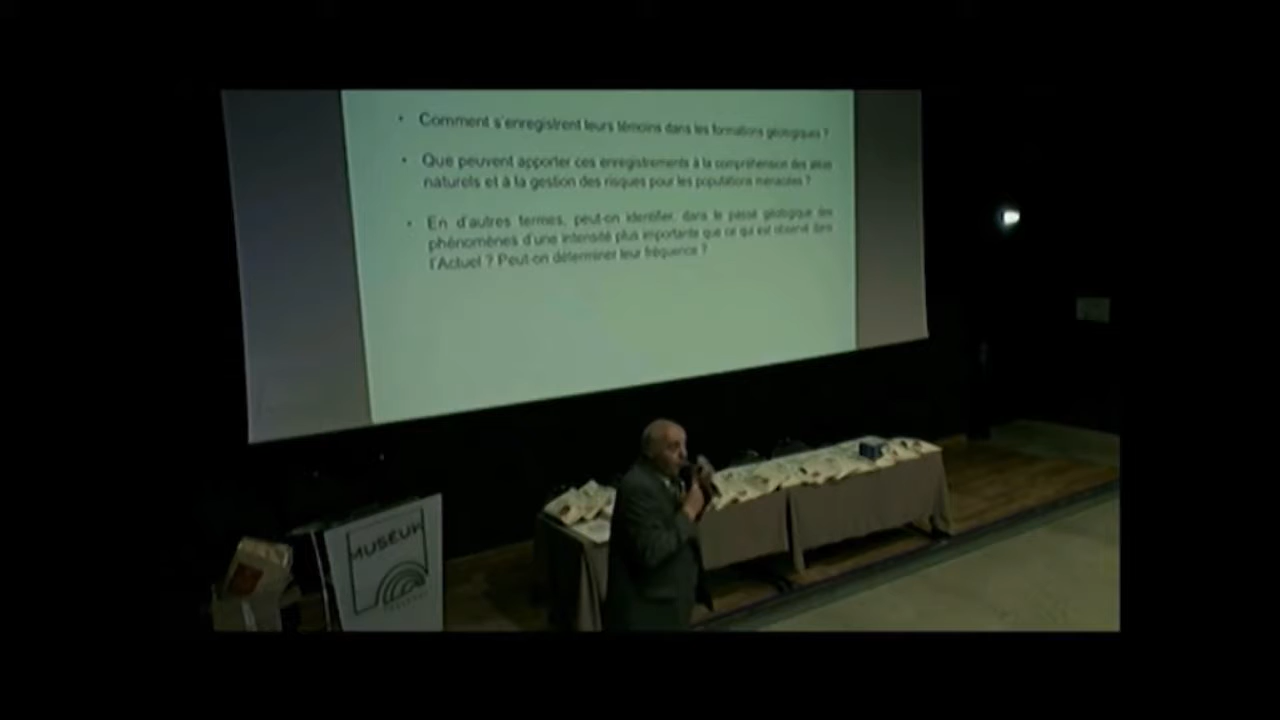 • Comment s'enregistrent leurs témoins dans les formations géologiques ?
• Que peuvent apporter ces enregistrements à la compréhension des aléas
naturels et à la gestion des risques pour les populations menacées ?
• En d'autres termes, peut-on identifier, dans le passé géologique des
phénomènes d'une intensité plus importante que ce qui est observé dans
l'Actuel ? Peut-on déterminer leur fréquence ?
MUSEUM